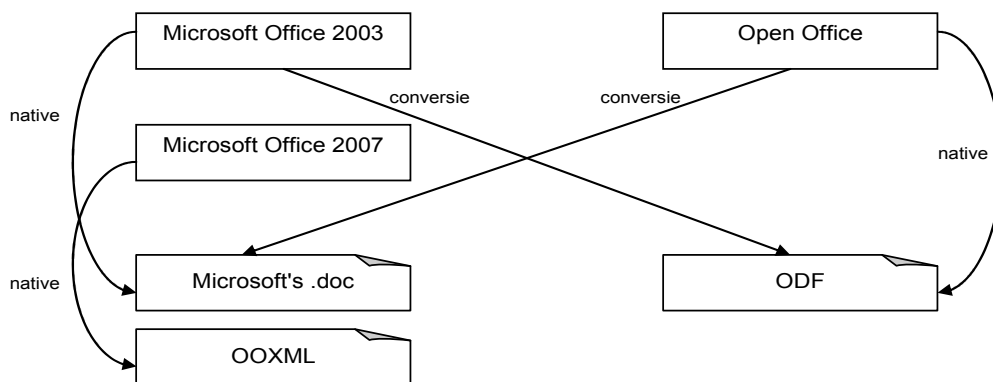 Microsoft Office 2003
Open Office
conversie
conversie
native
Microsoft Office 2007
native
Microsoft's .doc
ODF
native
OOXML